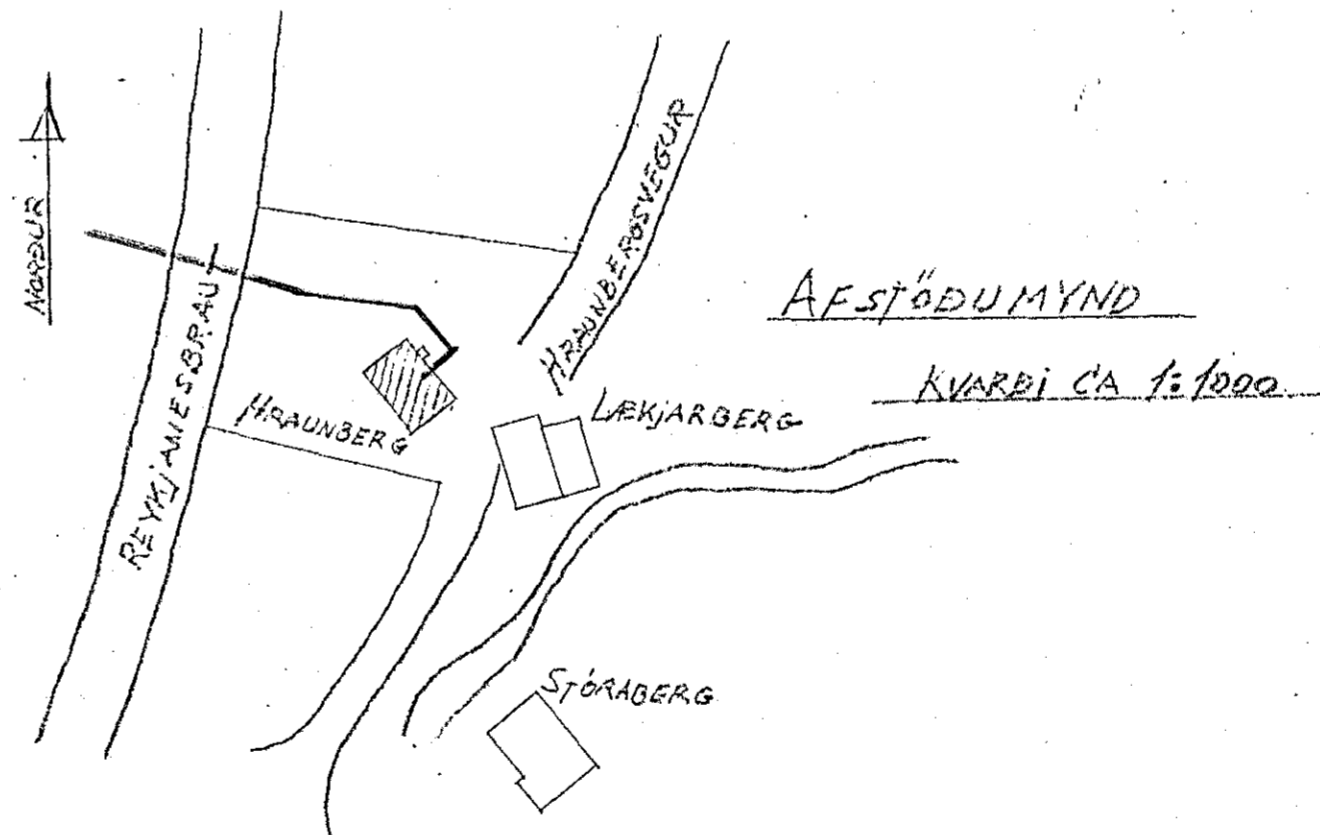 NORÐUR
REYKJANESBRAUT
HRAUNBERGSVEGUR
AFSTÖÐUMYND
KVARÐI CA 1:1000
HRAUNBERG
LÆKJARBERG
STÓRABERG